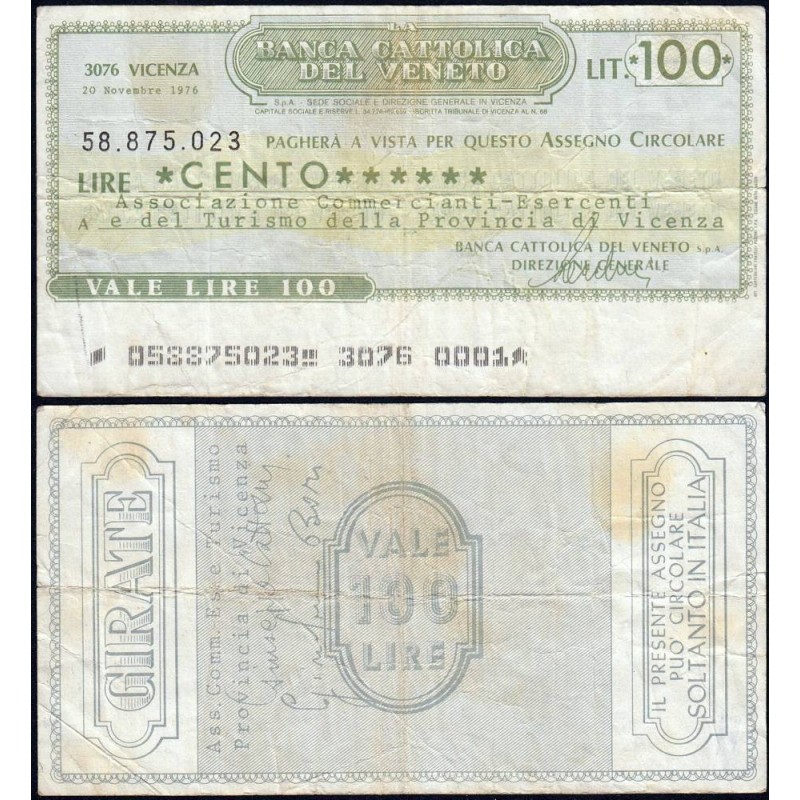 LA
BANCA CATTOLICA
DEL VENETO
3076 VICENZA
20 Novembre 1976
LIT. *100*
S.p.A. - SEDE SOCIALE E DIREZIONE GENERALE IN VICENZA
58.875.023 PAGHERÀ A VISTA PER QUESTO ASSEGNO CIRCOLARE
LIRE *CENTO******
Associazione Commercianti-Esercenti
A e del Turismo della Provincia di Vicenza
BANCA CATTOLICA DEL VENETO S.p.A.
DIREZIONE GENERALE
VALE LIRE 100
058875023 3076 0001
GIRATE
Ass.Comm.Es.e Turismo
Provincia di Vicenza
VALE
100
LIRE
IL PRESENTE ASSEGNO
PUO' CIRCOLARE
SOLTANTO IN ITALIA